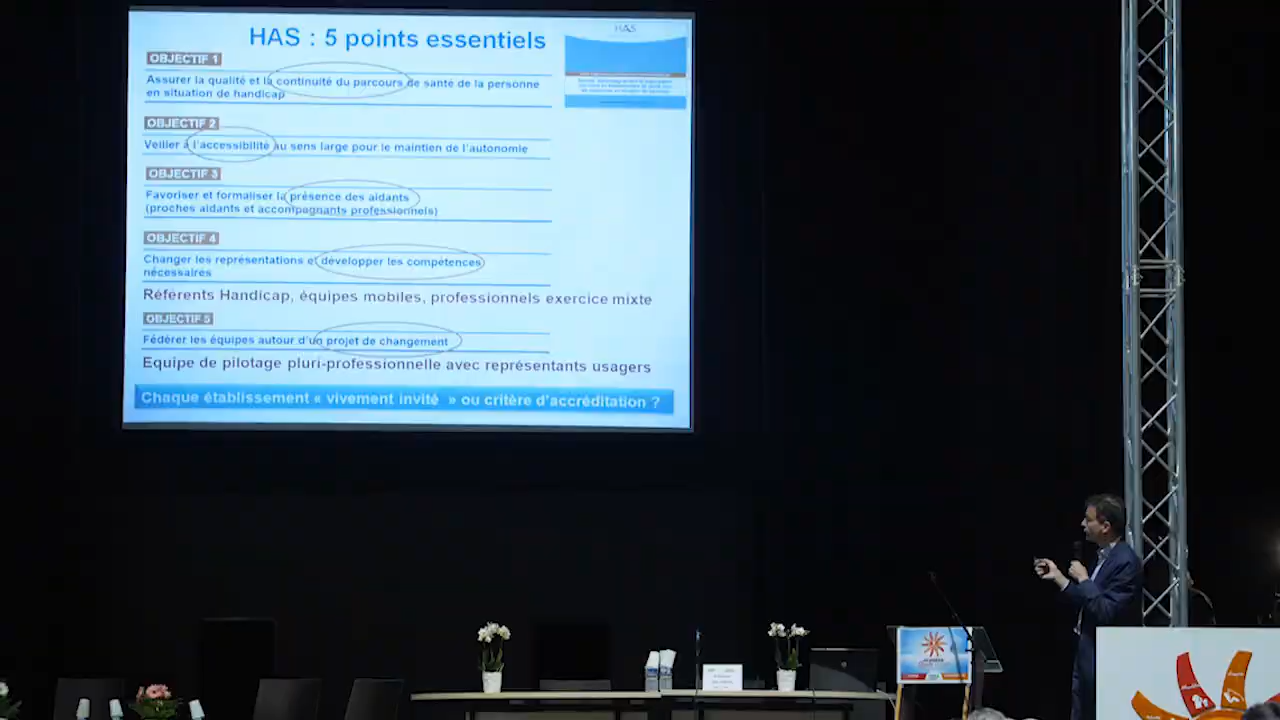 HAS : 5 points essentiels
HAS
OBJECTIF 1
Assurer la qualité et la continuité du parcours de santé de la personne
en situation de handicap
OBJECTIF 2
Veiller à l'accessibilité au sens large pour le maintien de l'autonomie
OBJECTIF 3
Favoriser et formaliser la présence des aidants
(proches aidants et accompagnants professionnels)
OBJECTIF 4
Changer les représentations et développer les compétences
nécessaires
Référents Handicap, équipes mobiles, professionnels exercice mixte
OBJECTIF 5
Fédérer les équipes autour d'un projet de changement
Equipe de pilotage pluri-professionnelle avec représentants usagers
Chaque établissement « vivement invité » ou critère d'accréditation ?